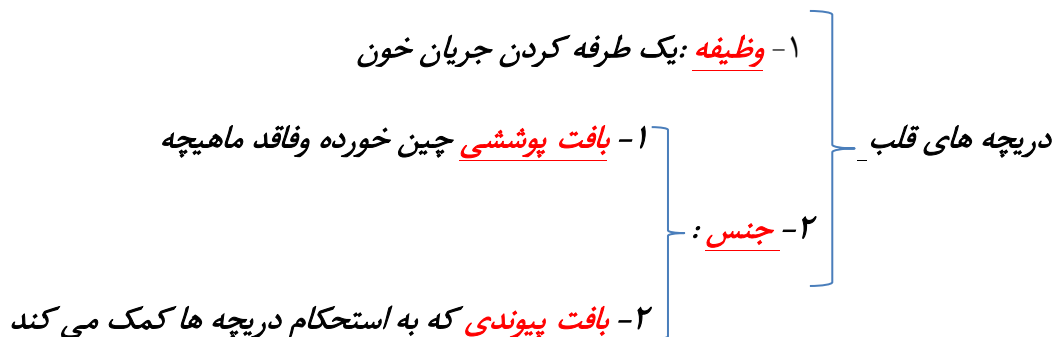 ۱- وظیفه :یک طرفه کردن جریان خون
دریچه های قلب
۱- بافت پوششی چین خورده وفاقد ماهیچه
۲- جنس :
۲- بافت پیوندی که به استحکام دریچه ها کمک می کند